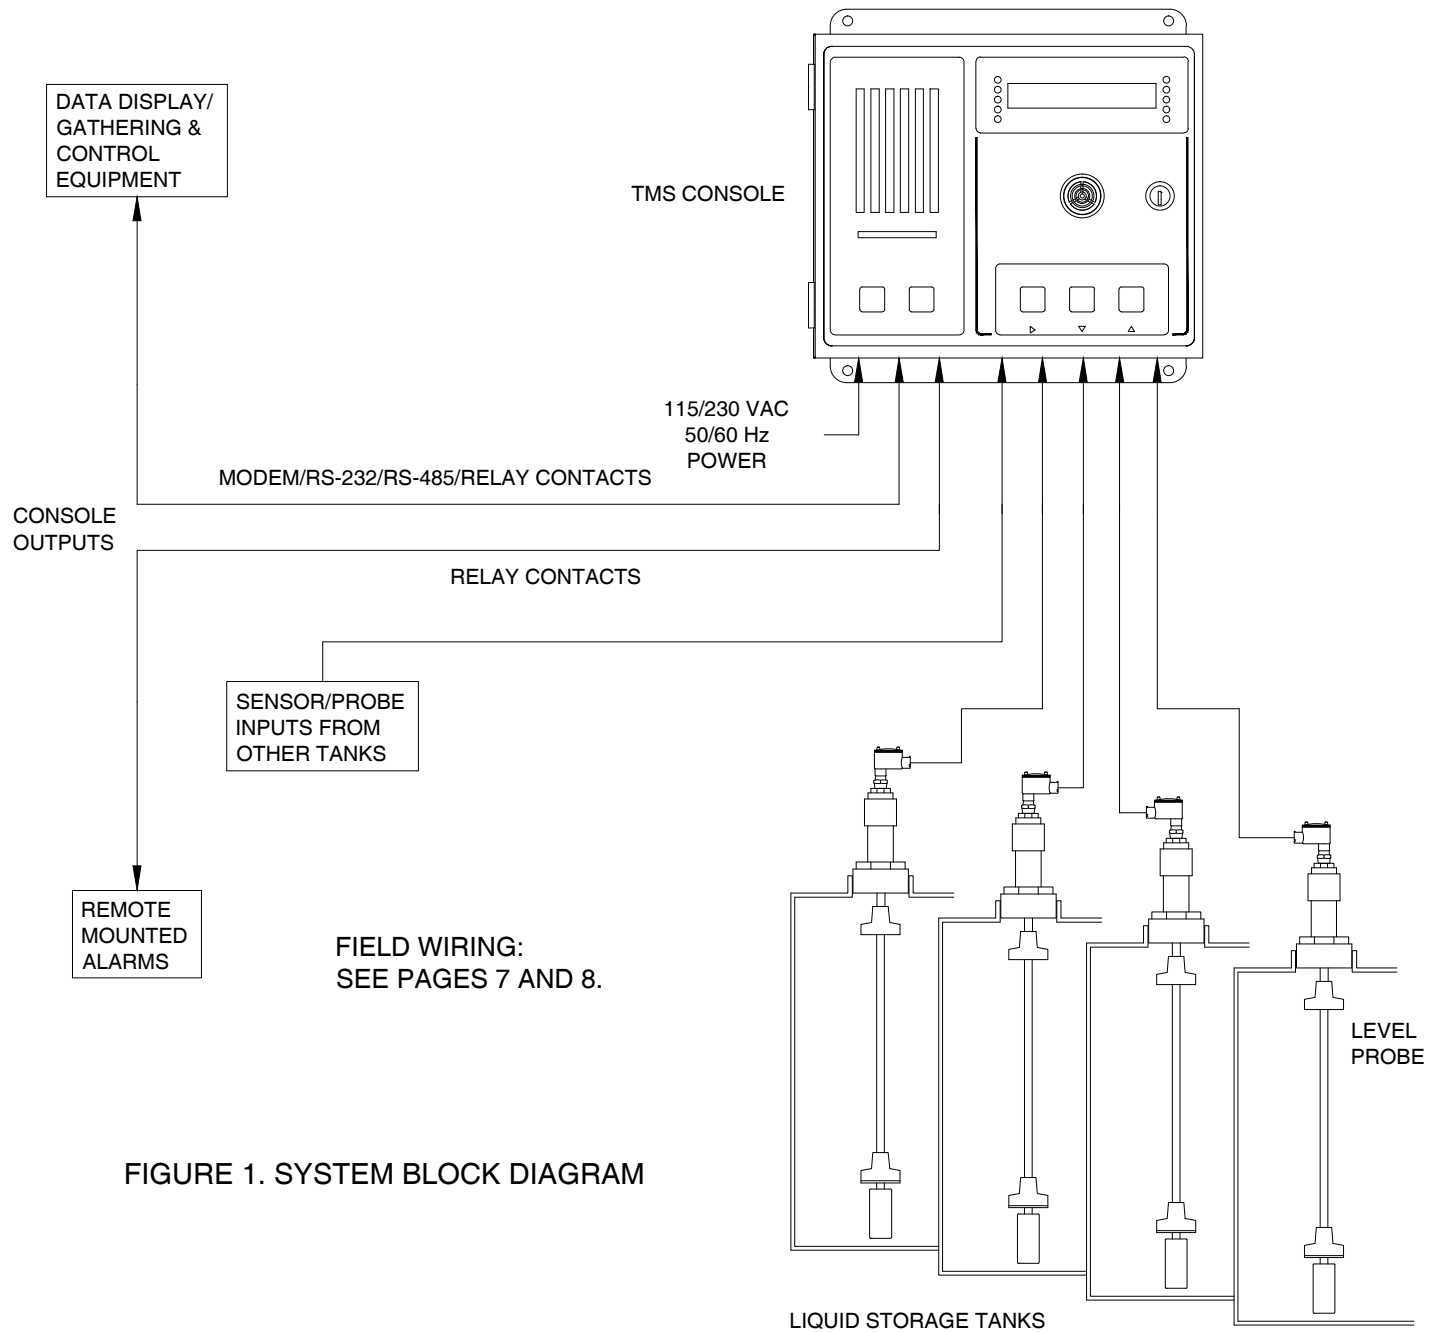 DATA DISPLAY/
GATHERING &
CONTROL
EQUIPMENT
TMS CONSOLE
115/230 VAC
50/60 Hz
POWER
MODEM/RS-232/RS-485/RELAY CONTACTS
CONSOLE
OUTPUTS
RELAY CONTACTS
SENSOR/PROBE
INPUTS FROM
OTHER TANKS
REMOTE
MOUNTED
ALARMS
FIELD WIRING:
SEE PAGES 7 AND 8.
LEVEL
PROBE
FIGURE 1. SYSTEM BLOCK DIAGRAM
LIQUID STORAGE TANKS